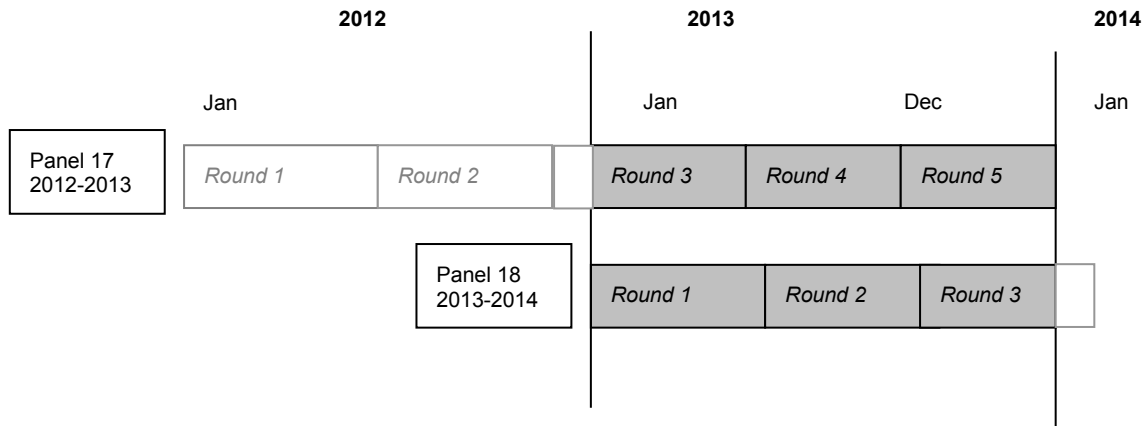 2012
2013
2014
Jan
Jan
Dec
Jan
Panel 17
2012-2013
Round 1
Round 2
Round 3
Round 4
Round 5
Panel 18
2013-2014
Round 1
Round 2
Round 3